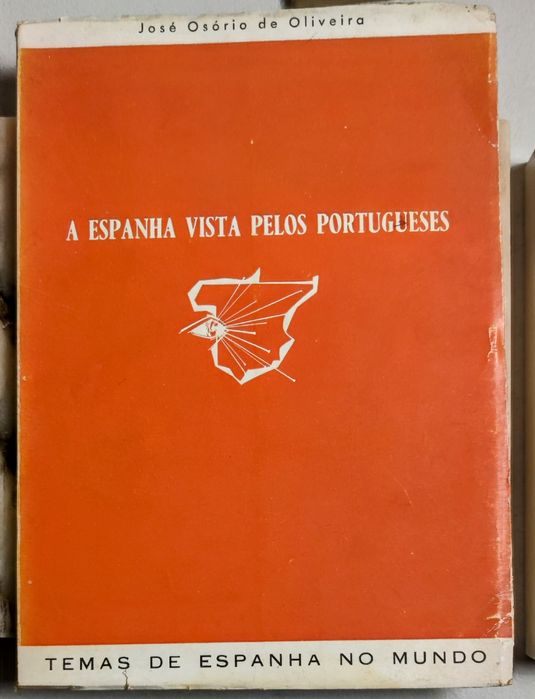 José Osório de Oliveira
A ESPANHA VISTA PELOS PORTUGUESES
TEMAS DE ESPANHA NO MUNDO